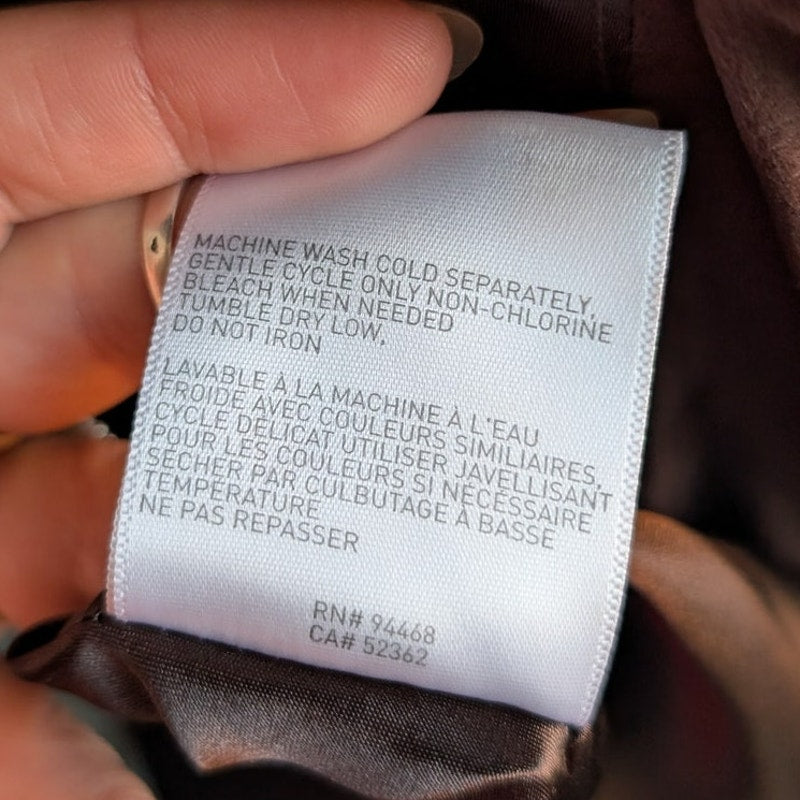 MACHINE WASH COLD SEPARATELY,
GENTLE CYCLE ONLY NON-CHLORINE
BLEACH WHEN NEEDED
TUMBLE DRY LOW,
DO NOT IRON
LAVABLE À LA MACHINE À L'EAU
FROIDE AVEC COULEURS SIMILIAIRES,
CYCLE DÉLICAT UTILISER JAVELLISANT
POUR LES COULEURS SI NÉCESSAIRE
SÉCHER PAR CULBUTAGE À BASSE
TEMPERATURE
NE PAS REPASSER
RN# 94468
CA# 52362